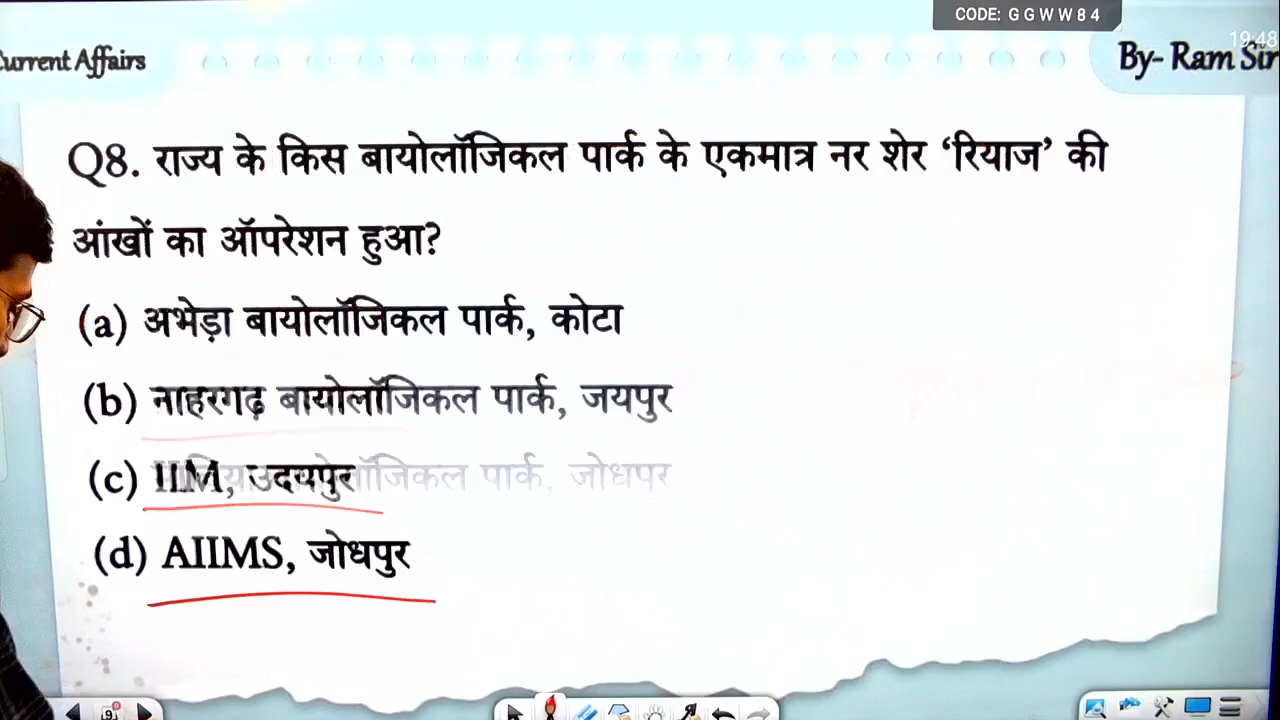 CODE: G G W W 8 4
19:48
Current Affairs
By- Ram Sir
Q8. राज्य के किस बायोलॉजिकल पार्क के एकमात्र नर शेर ‘रियाज’ की
आंखों का ऑपरेशन हुआ?
(a) अभेड़ा बायोलॉजिकल पार्क, कोटा
(b) नाहरगढ़ बायोलॉजिकल पार्क, जयपुर
(c) IIM, उदयपुर
(d) AIIMS, जोधपुर
9